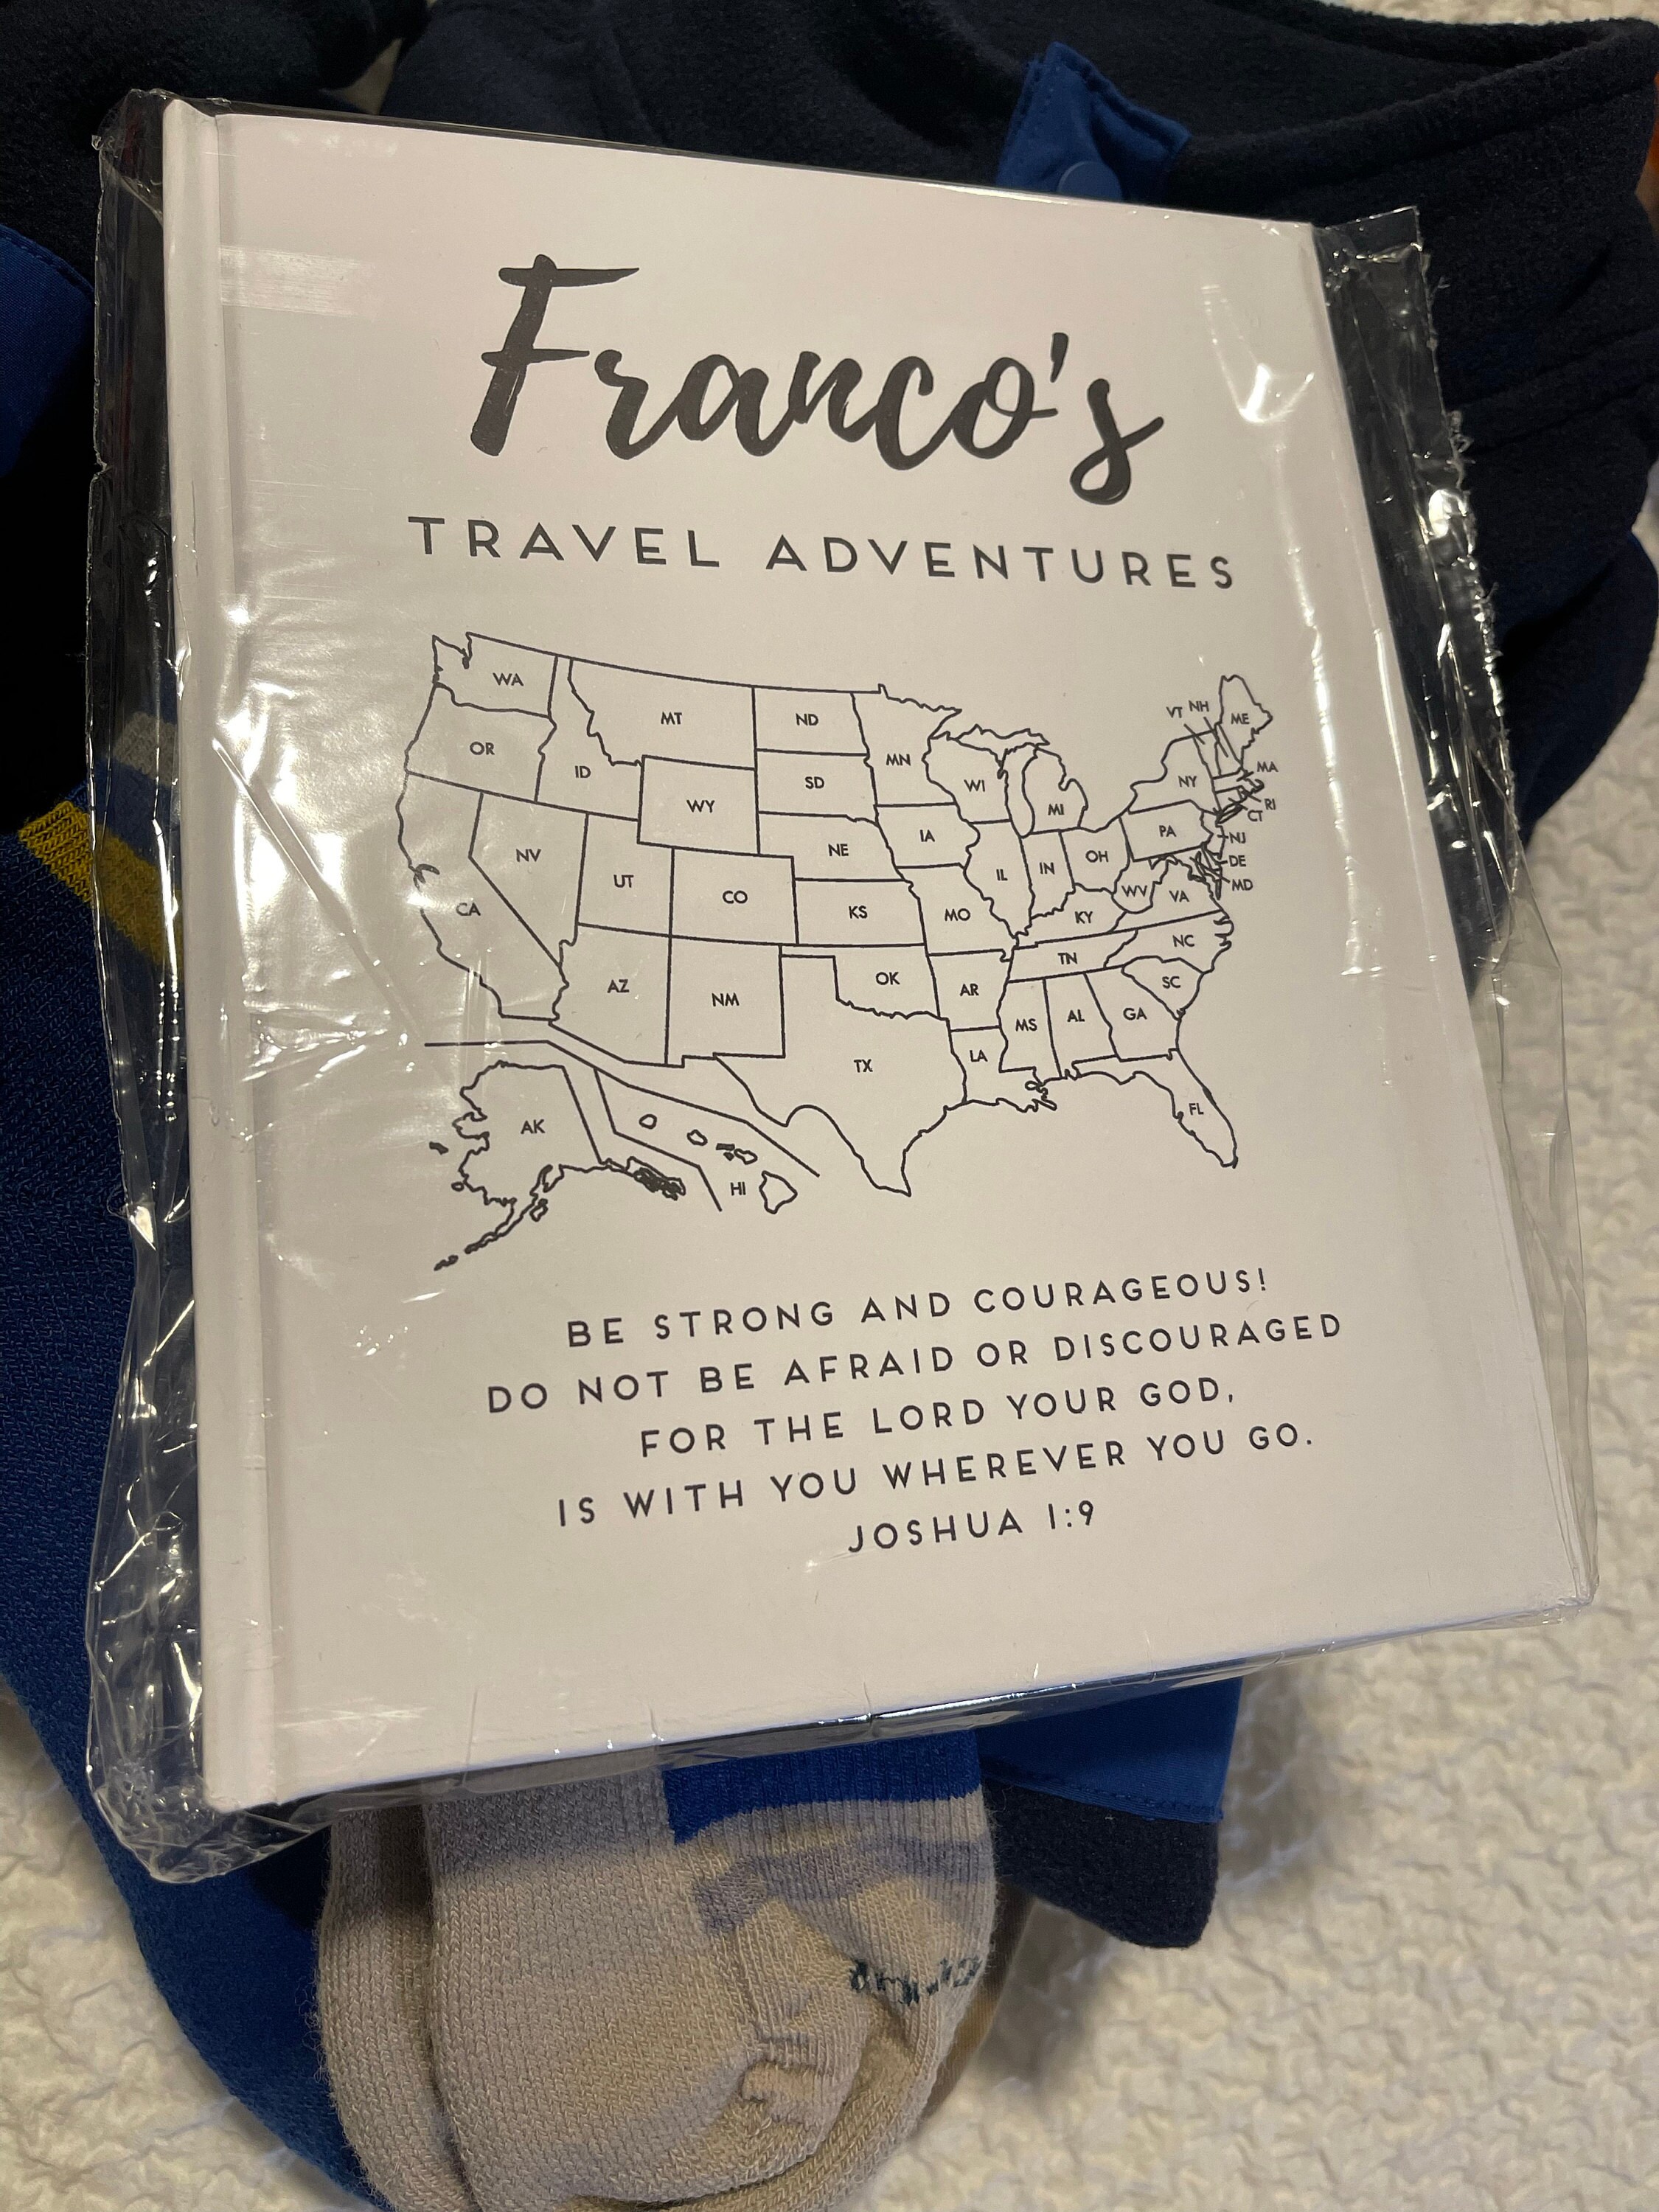 Franco's
TRAVEL ADVENTURES
WA
MT
ND
VT NH
ME
OR
ID
MN
SD
WI
NY
MA
WY
MI
RI
CT
IA
PA
NJ
NV
NE
OH
DE
UT
IL
IN
MD
CO
WV
VA
CA
KS
MO
KY
NC
TN
AZ
NM
OK
AR
SC
MS
AL
GA
LA
TX
FL
AK
HI
BE STRONG AND COURAGEOUS!
DO NOT BE AFRAID OR DISCOURAGED
FOR THE LORD YOUR GOD,
IS WITH YOU WHEREVER YOU GO.
JOSHUA 1:9